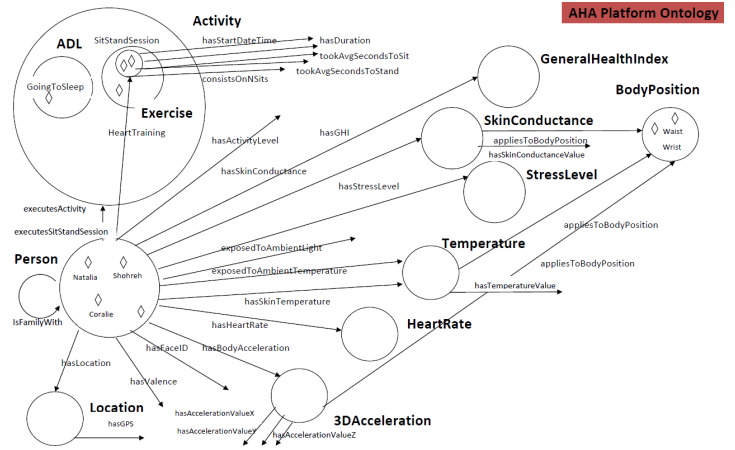 AHA Platform Ontology
Activity
ADL
SitStandSession
hasStartDateTime
hasDuration
tookAvgSecondsToSit
tookAvgSecondsToStand
consistsOnNSits
GoingToSleep
Exercise
HeartTraining
GeneralHealthIndex
BodyPosition
SkinConductance
Waist
Wrist
appliesToBodyPosition
hasSkinConductanceValue
hasGHI
hasActivityLevel
hasSkinConductance
StressLevel
hasStressLevel
executesActivity
executesSitStandSession
appliesToBodyPosition
Person
Natalia
Shohreh
Coralie
exposedToAmbientLight
Temperature
exposedToAmbientTemperature
appliesToBodyPosition
hasTemperatureValue
hasSkinTemperature
IsFamilyWith
hasHeartRate
HeartRate
hasFaceID
hasBodyAcceleration
hasLocation
hasValence
Location
hasGPS
hasAccelerationValueX
hasAccelerationValueY
hasAccelerationValueZ
3DAcceleration